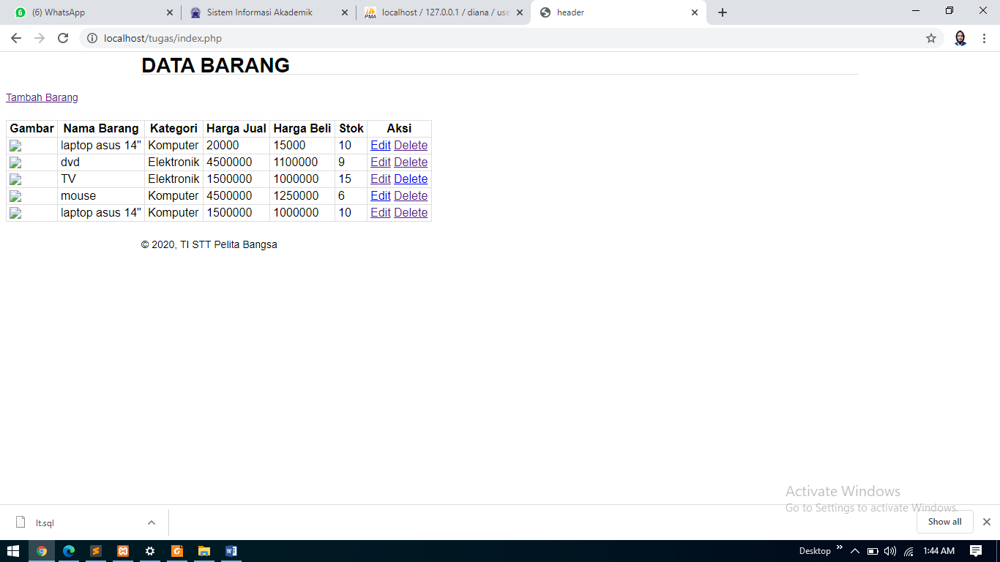 (6) WhatsApp
Sistem Informasi Akademik
localhost / 127.0.0.1 / diana / use
header
localhost/tugas/index.php
DATA BARANG
Tambah Barang
Gambar Nama Barang Kategori Harga Jual Harga Beli Stok Aksi
laptop asus 14" Komputer 20000 15000 10 Edit Delete
dvd Elektronik 4500000 1100000 9 Edit Delete
TV Elektronik 1500000 1000000 15 Edit Delete
mouse Komputer 4500000 1250000 6 Edit Delete
laptop asus 14" Komputer 1500000 1000000 10 Edit Delete
© 2020, TI STT Pelita Bangsa
Activate Windows
Go to Settings to activate Windows.
lt.sql
Show all
Desktop
1:44 AM